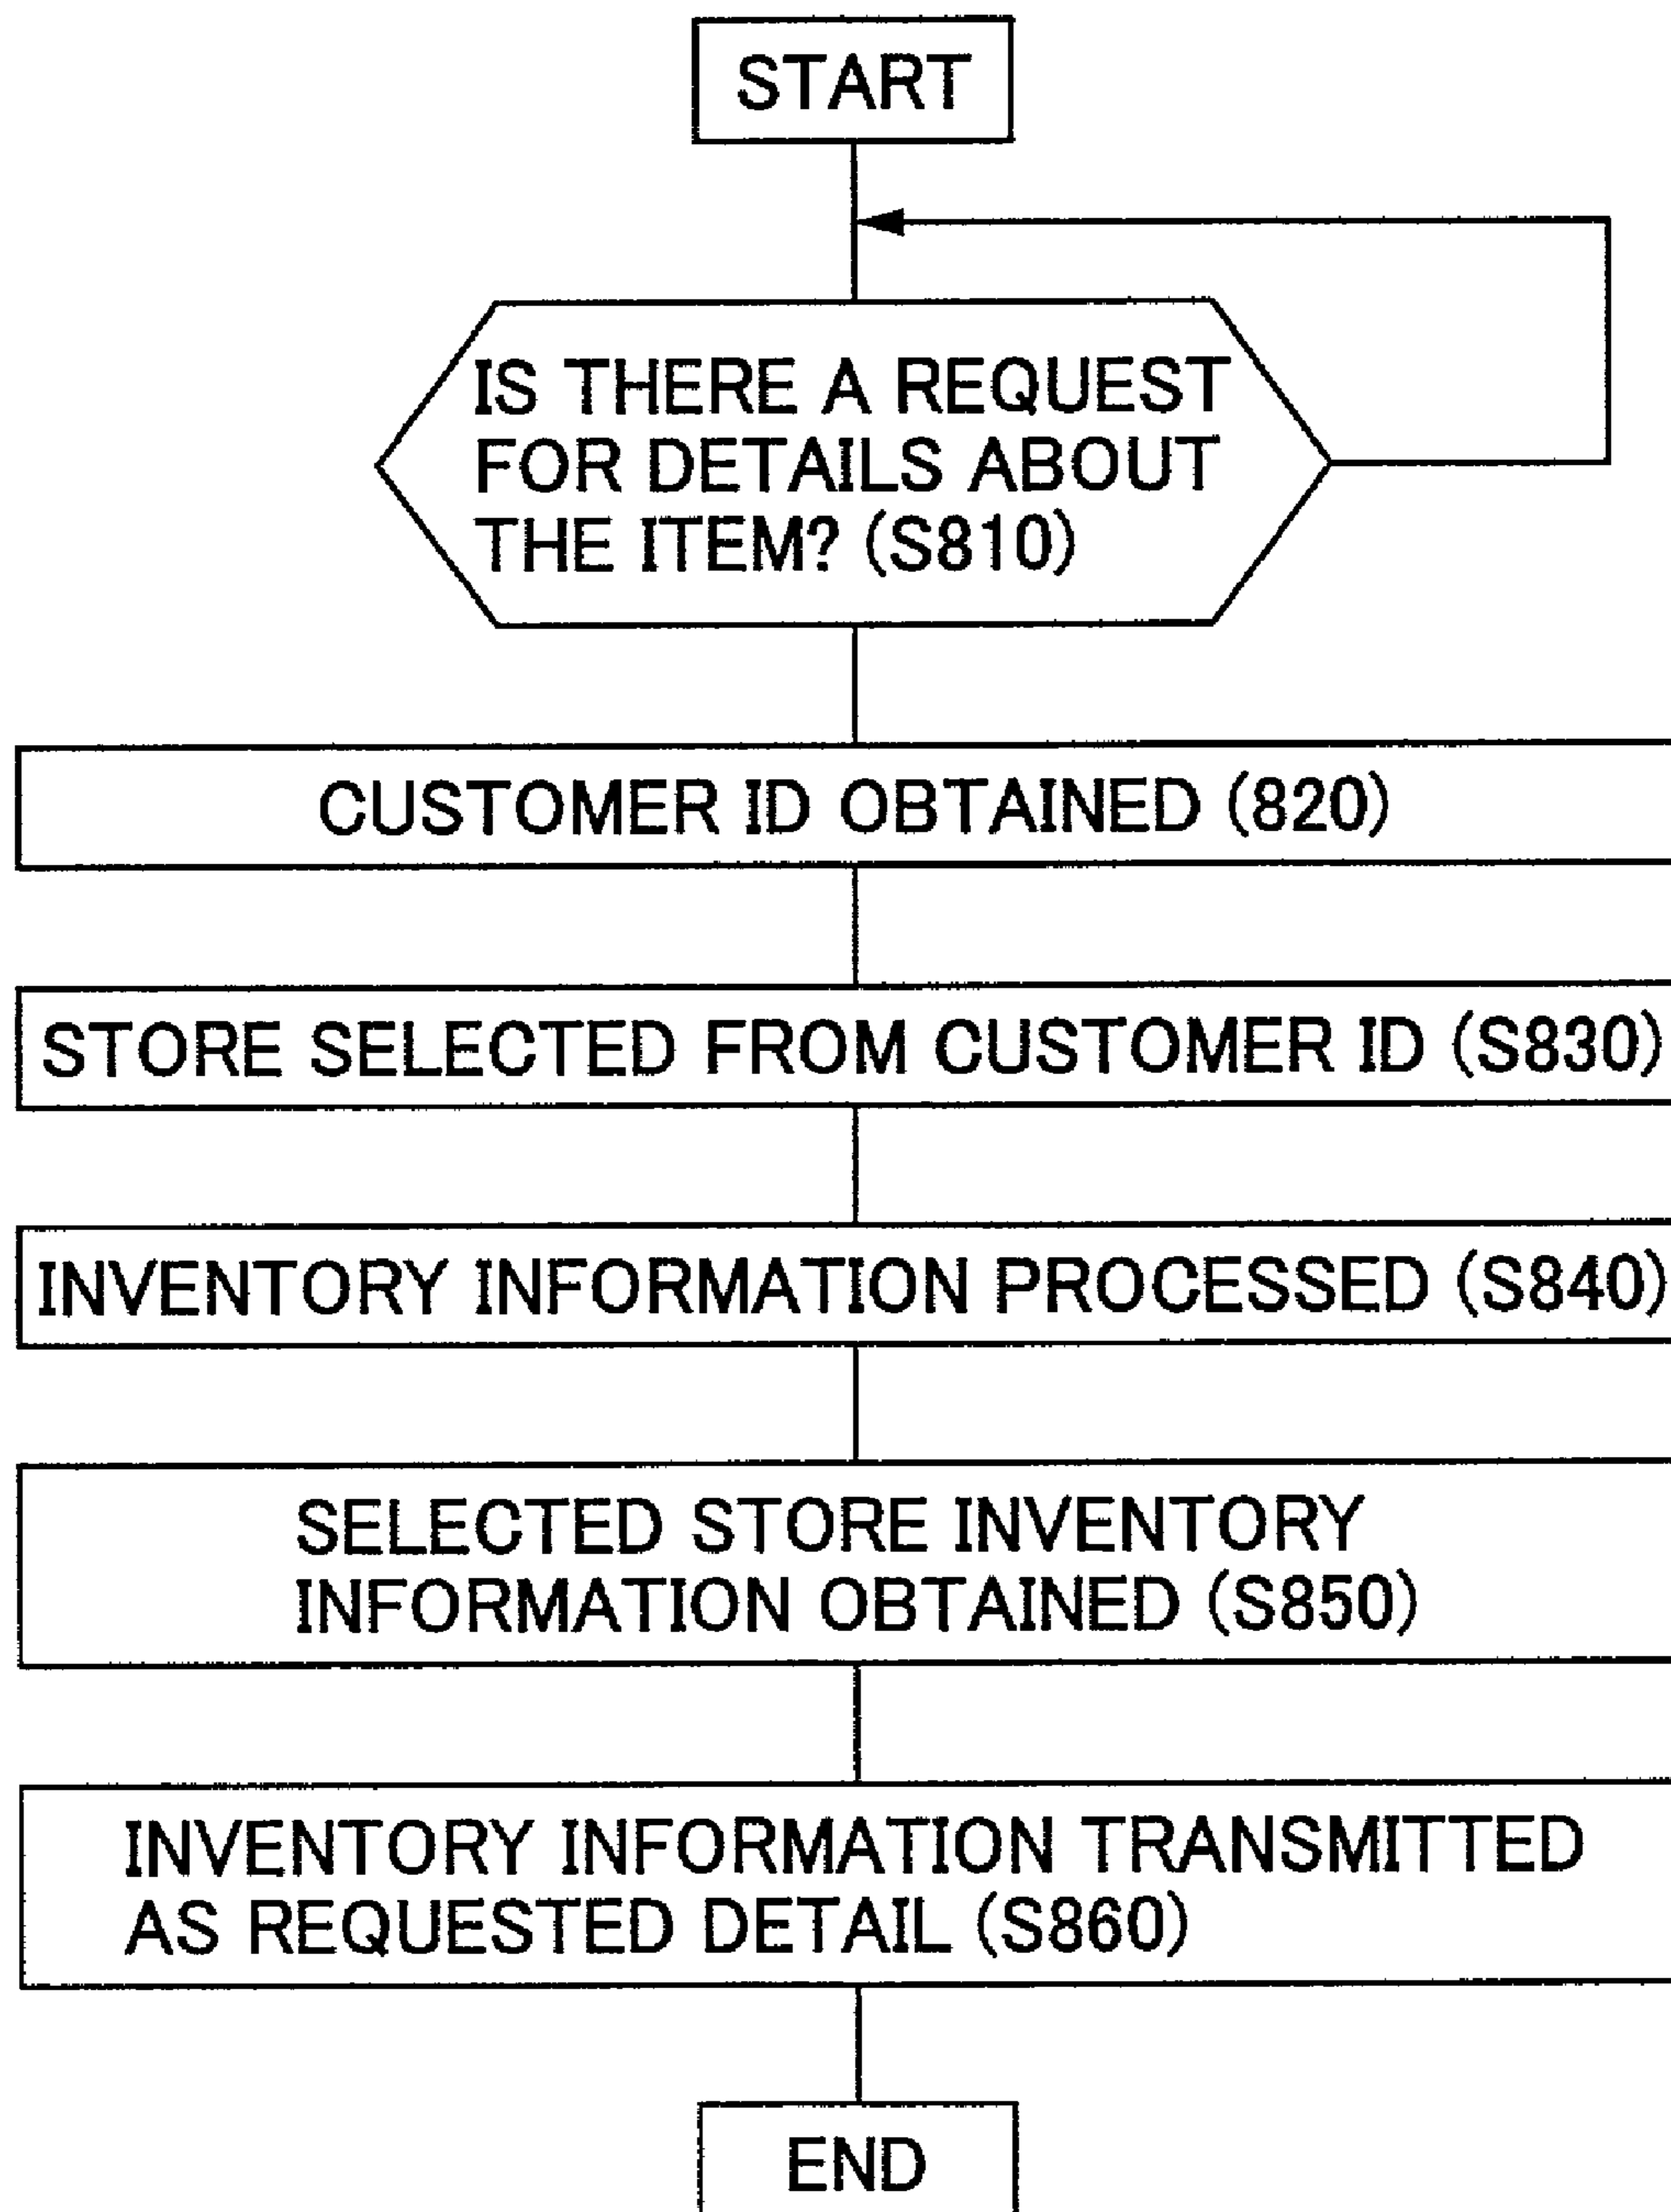 START
IS THERE A REQUEST
FOR DETAILS ABOUT
THE ITEM? (S810)
CUSTOMER ID OBTAINED (820)
STORE SELECTED FROM CUSTOMER ID (S830)
INVENTORY INFORMATION PROCESSED (S840)
SELECTED STORE INVENTORY
INFORMATION OBTAINED (S850)
INVENTORY INFORMATION TRANSMITTED
AS REQUESTED DETAIL (S860)
END